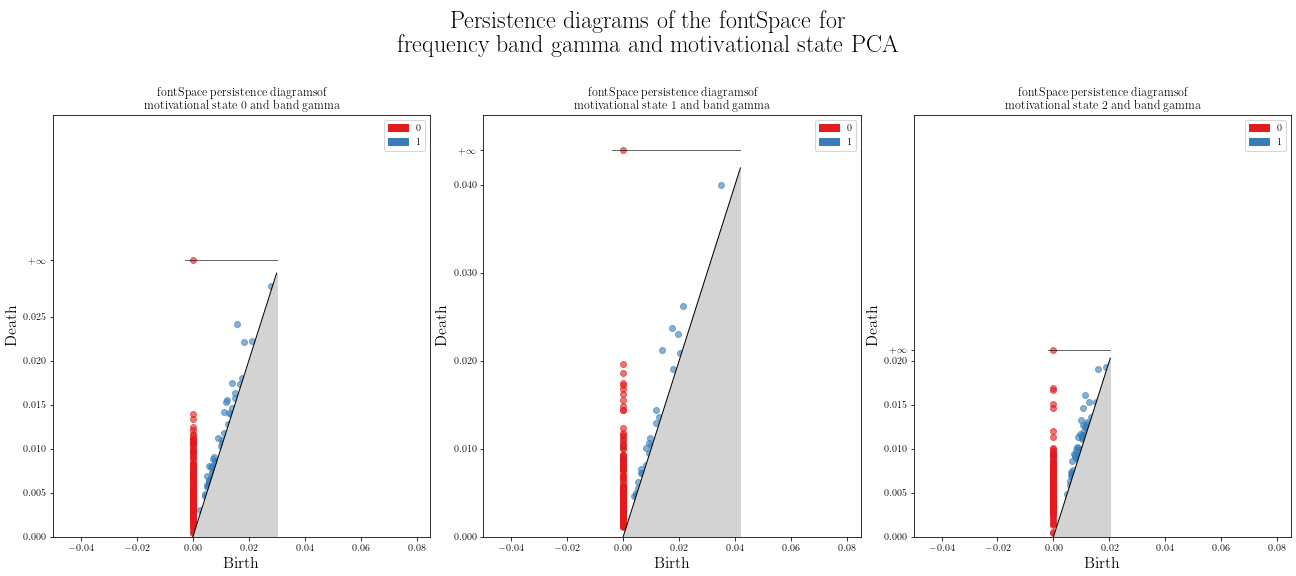 Persistence diagrams of the fontSpace for
frequency band gamma and motivational state PCA
fontSpace persistence diagramsof
motivational state 0 and band gamma
0
1
+∞
0.025
0.020
0.015
0.010
0.005
0.000
Death
−0.04 −0.02 0.00 0.02 0.04 0.06 0.08
Birth
fontSpace persistence diagramsof
motivational state 1 and band gamma
0
1
+∞
0.040
0.030
0.020
0.010
0.000
Death
−0.04 −0.02 0.00 0.02 0.04 0.06 0.08
Birth
fontSpace persistence diagramsof
motivational state 2 and band gamma
0
1
+∞
0.020
0.015
0.010
0.005
0.000
Death
−0.04 −0.02 0.00 0.02 0.04 0.06 0.08
Birth